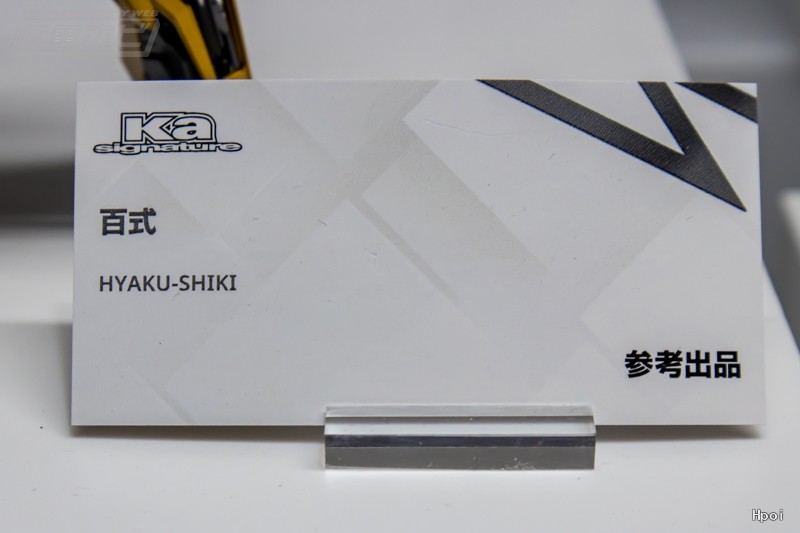 Ka
signature
百式
HYAKU-SHIKI
参考出品
Hpoi